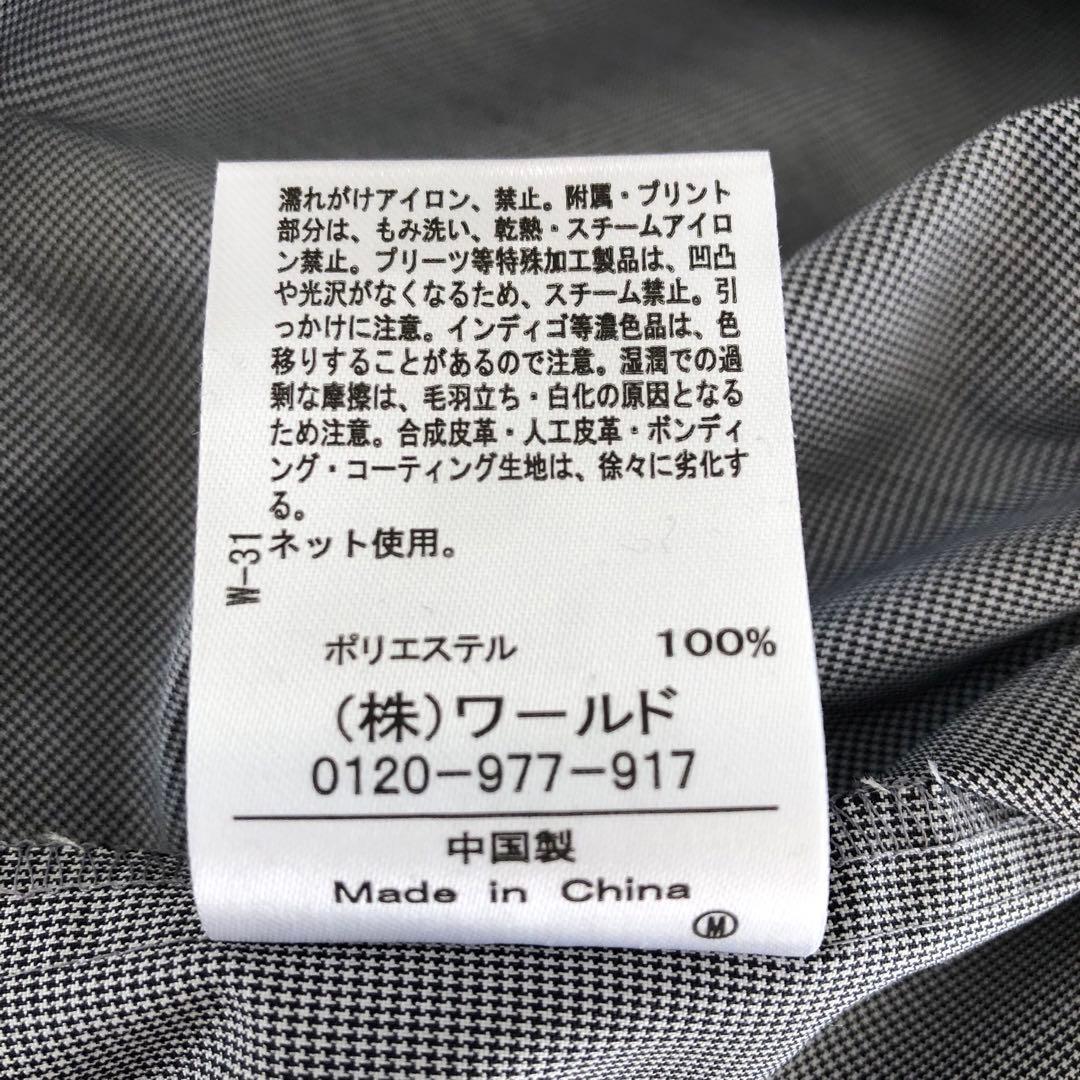 濡れがけアイロン、禁止。附属・プリント
部分は、もみ洗い、乾熱・スチームアイロ
ン禁止。プリーツ等特殊加工製品は、凹凸
や光沢がなくなるため、スチーム禁止。引
っかけに注意。インディゴ等濃色品は、色
移りすることがあるので注意。湿潤での過
剰な摩擦は、毛羽立ち・白化の原因となる
ため注意。合成皮革・人工皮革・ボンディ
ング・コーティング生地は、徐々に劣化す
る。
ネット使用。
W-31
ポリエステル 100%
(株)ワールド
0120-977-917
中国製
Made in China
Ⓜ